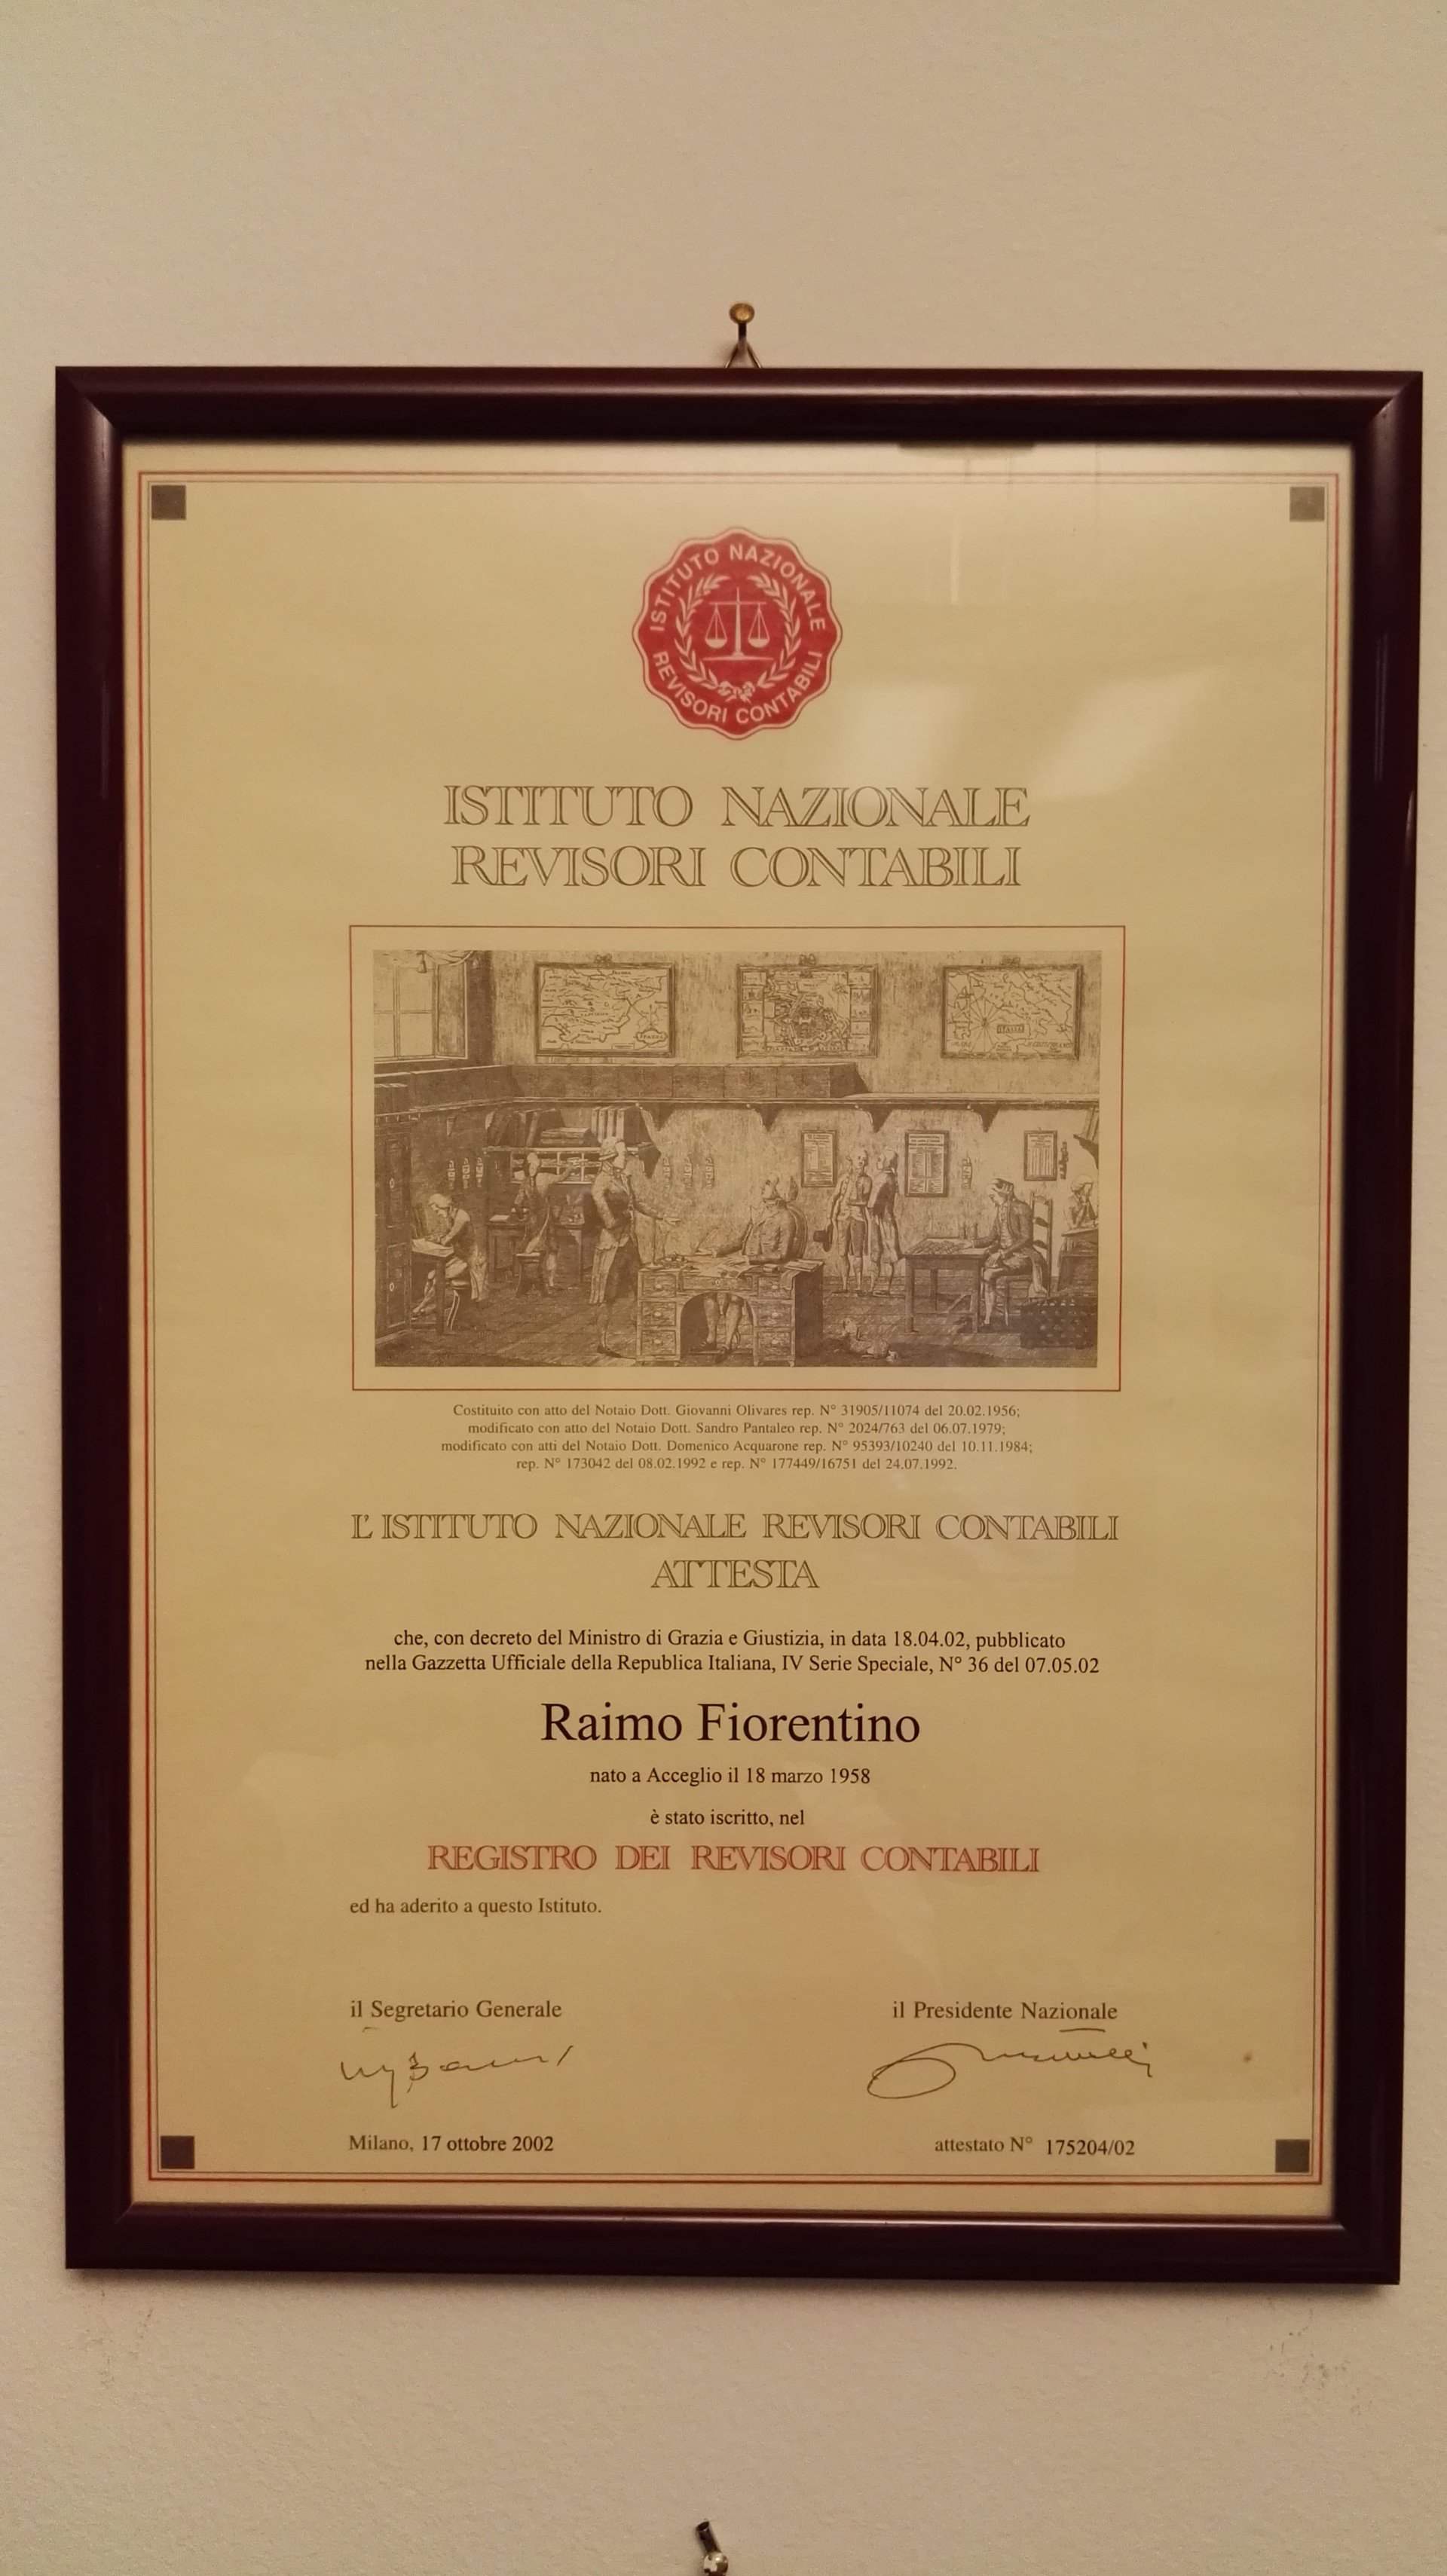 ISTITUTO NAZIONALE
REVISORI CONTABILI
ISTITUTO NAZIONALE
REVISORI CONTABILI
ITALIA
Costituito con atto del Notaio Dott. Giovanni Olivares rep. N° 31905/11074 del 20.02.1956;
modificato con atto del Notaio Dott. Sandro Pantaleo rep. N° 2024/763 del 06.07.1979;
modificato con atti del Notaio Dott. Domenico Acquarone rep. N° 95393/10240 del 10.11.1984;
rep. N° 173042 del 08.02.1992 e rep. N° 177449/16751 del 24.07.1992.
L'ISTITUTO NAZIONALE REVISORI CONTABILI
ATTESTA
che, con decreto del Ministro di Grazia e Giustizia, in data 18.04.02, pubblicato
nella Gazzetta Ufficiale della Republica Italiana, IV Serie Speciale, N° 36 del 07.05.02
Raimo Fiorentino
nato a Acceglio il 18 marzo 1958
è stato iscritto, nel
REGISTRO DEI REVISORI CONTABILI
ed ha aderito a questo Istituto.
il Segretario Generale
il Presidente Nazionale
Milano, 17 ottobre 2002
attestato N° 175204/02